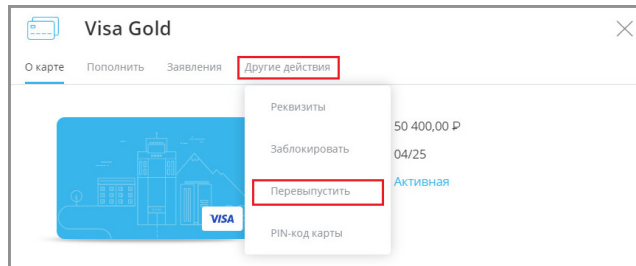 Visa Gold
О карте Пополнить Заявления Другие действия
Реквизиты
50 400,00 ₽
Заблокировать
04/25
Перевыпустить
Активная
VISA
PIN-код карты